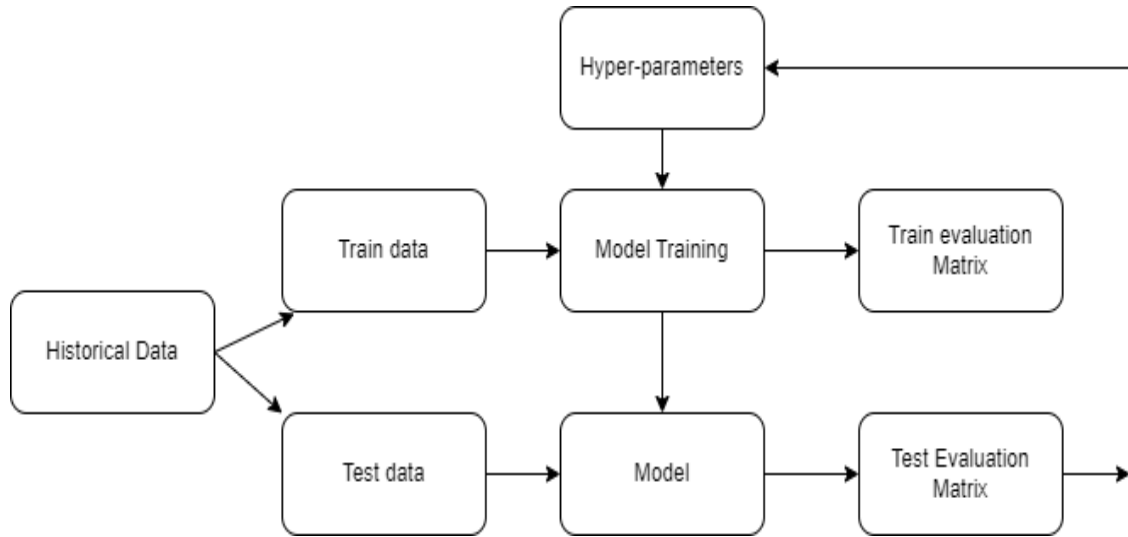 Hyper-parameters
Train data
Model Training
Train evaluation
Matrix
Historical Data
Test data
Model
Test Evaluation
Matrix